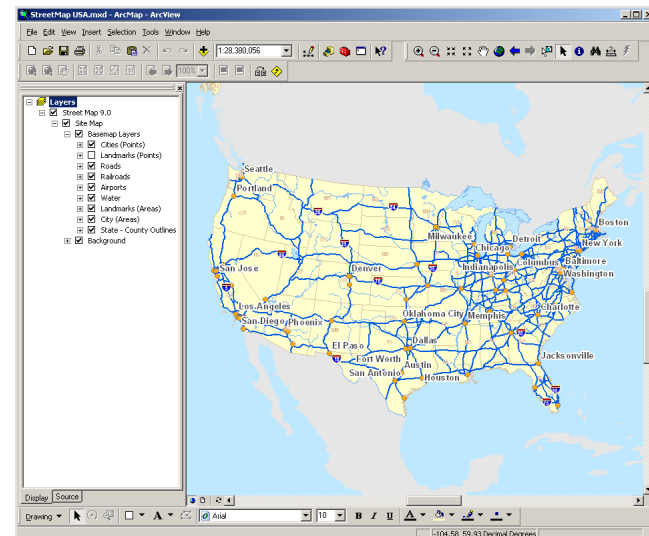 StreetMap USA.mxd - ArcMap - ArcView
File Edit View Insert Selection Tools Window Help
1:28,380,056
100%
Layers
Street Map 9.0
Site Map
Basemap Layers
Cities (Points)
Landmarks (Points)
Roads
Railroads
Airports
Water
Landmarks (Areas)
City (Areas)
State - County Outlines
Background
Seattle
Portland
Boston
Milwaukee
Detroit
New York
Chicago
San Jose
Denver
Indianapolis
Columbus
Baltimore
Washington
Los Angeles
Oklahoma City
Memphis
Charlotte
San Diego
Phoenix
Dallas
El Paso
Fort Worth
Jacksonville
Austin
San Antonio
Houston
Display Source
Drawing
A
Arial
10
B I U
A
-104.58 59.93 Decimal Degrees